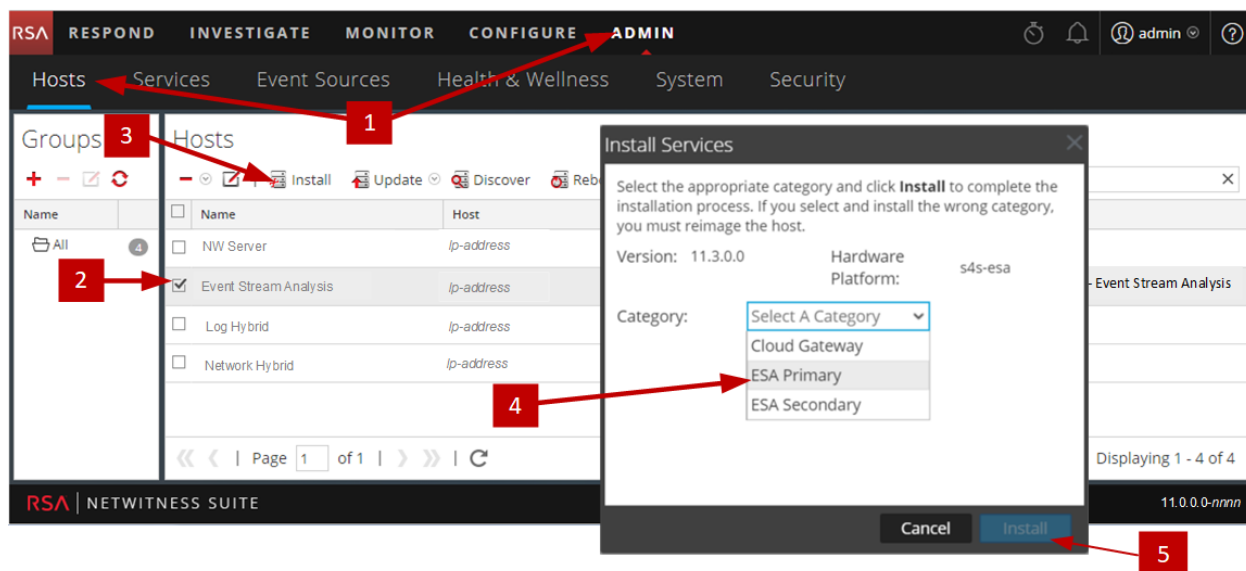 RSA RESPOND INVESTIGATE MONITOR CONFIGURE ADMIN admin ?
Hosts Services Event Sources Health & Wellness System Security
1
Groups
3
Hosts
Install Update Discover Rebo
Name
Name Host
All 4
NW Server Ip-address
2
Event Stream Analysis Ip-address - Event Stream Analysis
Log Hybrid Ip-address
Network Hybrid Ip-address
Install Services
Select the appropriate category and click Install to complete the
installation process. If you select and install the wrong category,
you must reimage the host.
Version: 11.3.0.0 Hardware
Platform: s4s-esa
Category: Select A Category
Cloud Gateway
ESA Primary
ESA Secondary
4
Page 1 of 1 Displaying 1 - 4 of 4
RSA NETWITNESS SUITE 11.0.0.0-nnnn
Cancel Install
5